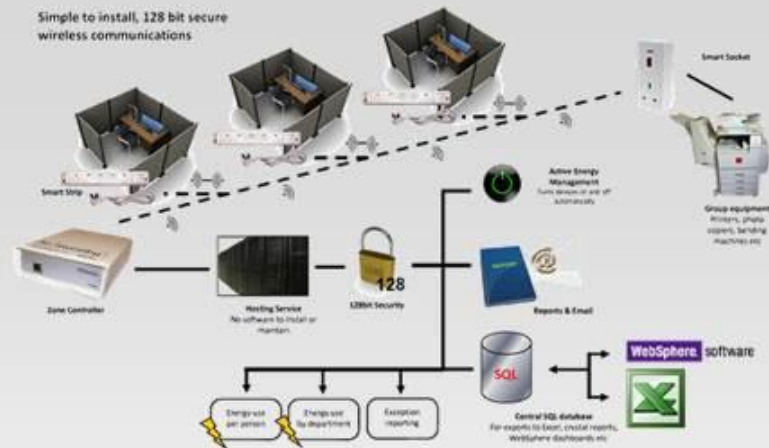 Simple to install, 128 bit secure
wireless communications
Smart Socket
Smart Strip
Active Energy
Management
Turns devices on and off
automatically
Group equipment
Printers, photo
copiers, vending
machines etc
128
Zone Controller
Hosting Service
No software to install or
maintain
128bit Security
REPORT
@
Reports & Email
SQL
WebSphere software
Energy use
per person
Energy use
by department
Exception
reporting
Central SQL database
For exports to Excel, crystal reports,
WebSphere dashboards etc